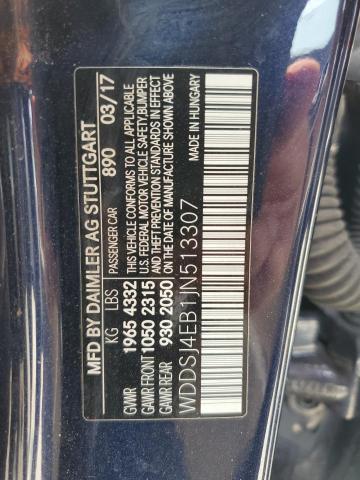 MFD BY DAIMLER AG STUTTGART
KG LBS PASSENGER CAR 890 03/17
GVWR 1965 4332
GAWR FRONT 1050 2315
GAWR REAR 930 2050
THIS VEHICLE CONFORMS TO ALL APPLICABLE
U.S. FEDERAL MOTOR VEHICLE SAFETY, BUMPER
AND THEFT PREVENTION STANDARDS IN EFFECT
ON THE DATE OF MANUFACTURE SHOWN ABOVE
WDDSJ4EB1JN513307 MADE IN HUNGARY